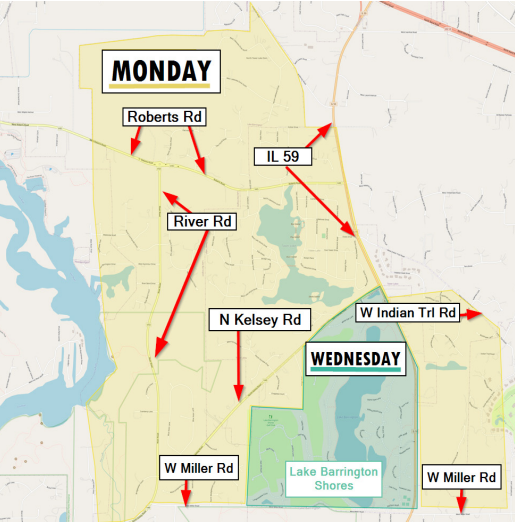 MONDAY
Roberts Rd
IL 59
River Rd
N Kelsey Rd
W Indian Trl Rd
WEDNESDAY
W Miller Rd
Lake Barrington
Shores
W Miller Rd